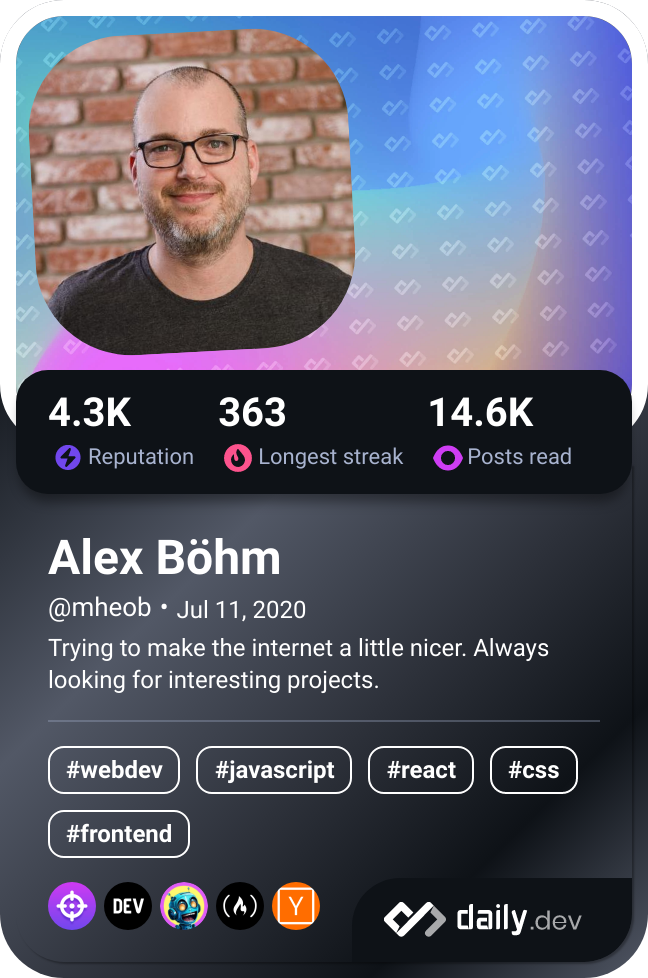 4.3K 363 14.6K
Reputation Longest streak Posts read
Alex Böhm
@mheob • Jul 11, 2020
Trying to make the internet a little nicer. Always
looking for interesting projects.
#webdev #javascript #react #css
#frontend
DEV Y daily.dev